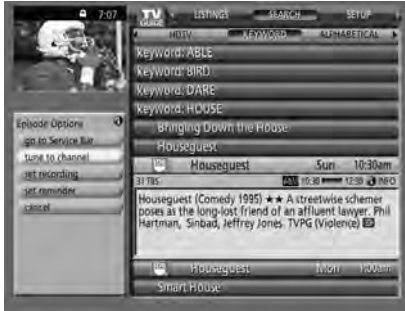 7:07
TV
GUIDE
LISTINGS
SEARCH
SETUP
HDTV
KEYWORD
ALPHABETICAL
keyword: ABLE
keyword: BIRD
keyword: DARE
keyword: HOUSE
Bringing Down the House
Houseguest
Episode Options
go to Service Bar
tune to channel
set recording
set reminder
cancel
Houseguest Sun 10:30am
31 TBS 10:30 12:30 INFO
Houseguest (Comedy 1995) ★★ A streetwise schemer
poses as the long-lost friend of an affluent lawyer. Phil
Hartman, Sinbad, Jeffrey Jones. TVPG (Violence)
Houseguest Mon 1:00am
Smart House